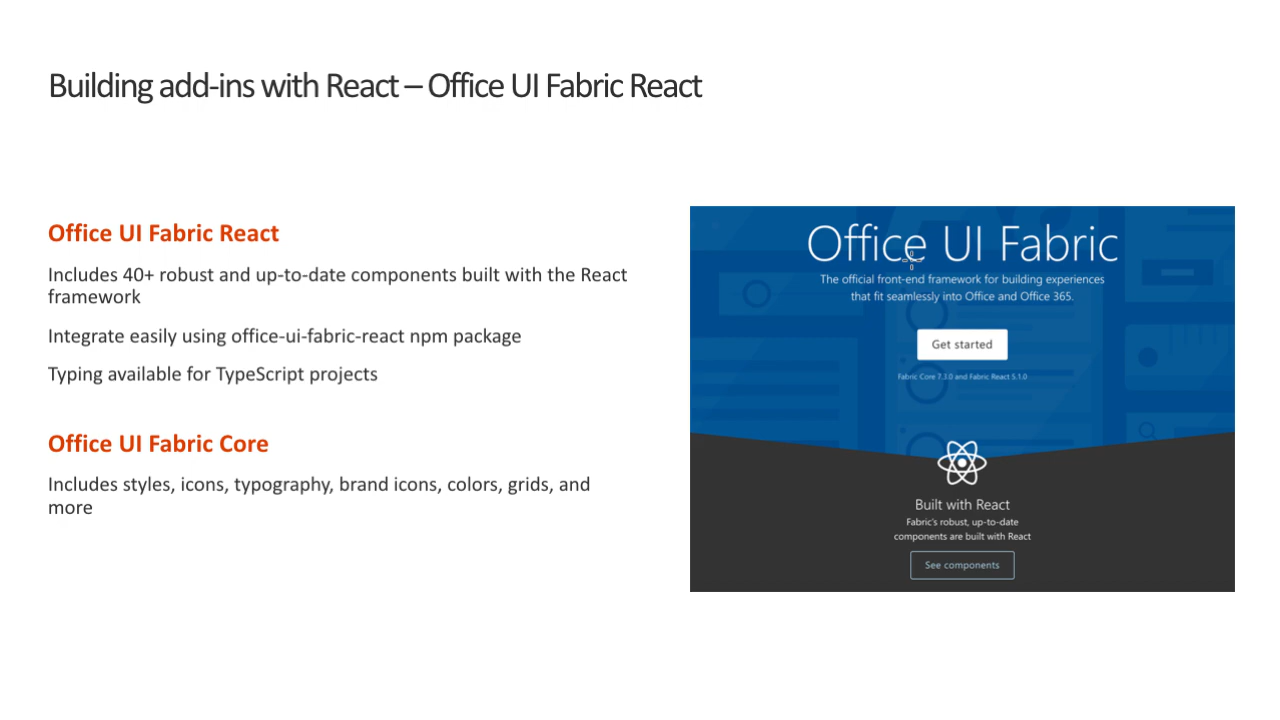 Building add-ins with React – Office UI Fabric React
Office UI Fabric React
Includes 40+ robust and up-to-date components built with the React
framework
Integrate easily using office-ui-fabric-react npm package
Typing available for TypeScript projects
Office UI Fabric Core
Includes styles, icons, typography, brand icons, colors, grids, and
more
Office UI Fabric
The official front-end framework for building experiences
that fit seamlessly into Office and Office 365.
Get started
Fabric Core 7.3.0 and Fabric React 5.1.0
Built with React
Fabric's robust, up-to-date
components are built with React
See components